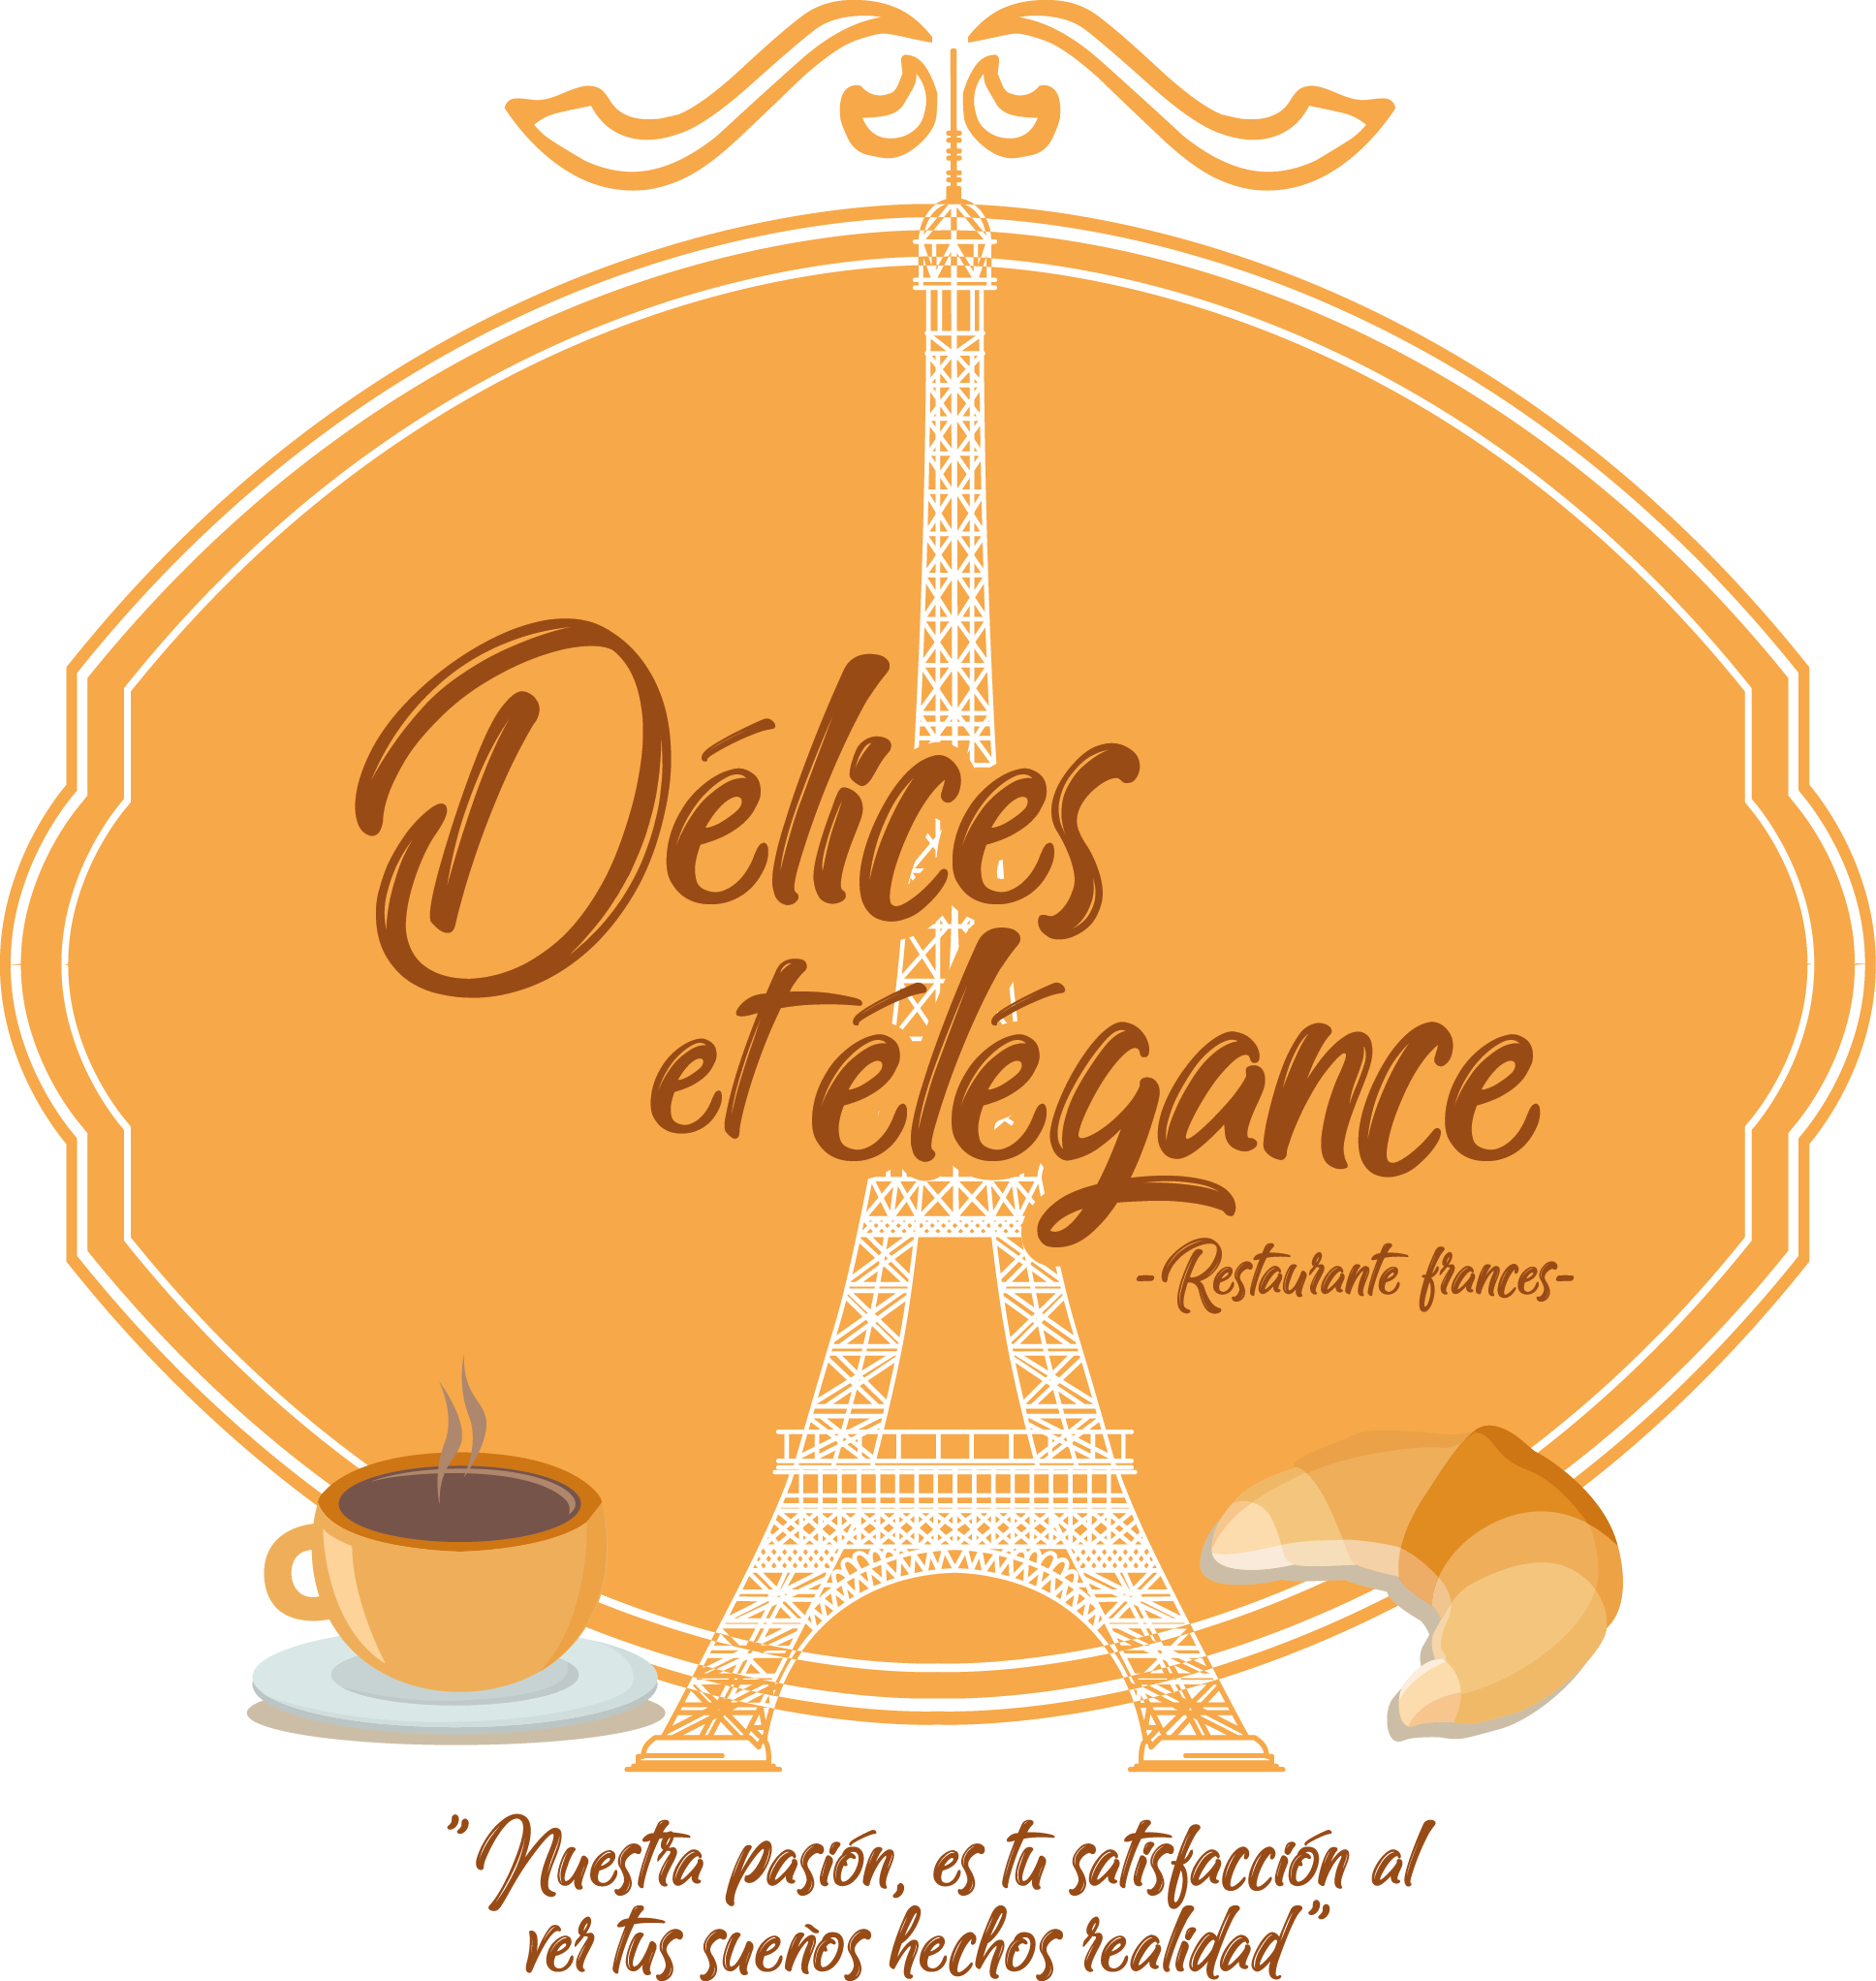 Délices
et élégance
-Restaurante frances-
"Nuestra pasión, es tu satisfacción al
ver tus sueños hechos realidad"